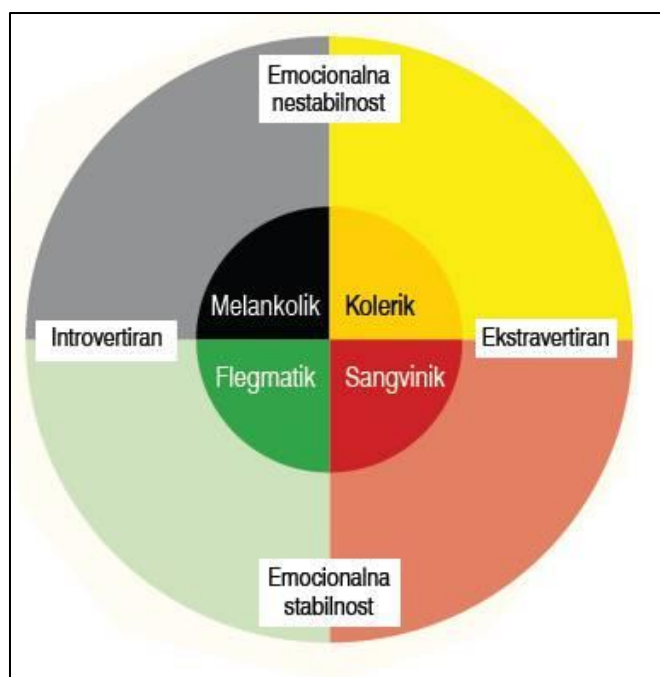 Emocionalna
nestabilnost
Melankolik
Kolerik
Introvertiran
Ekstravertiran
Flegmatik
Sangvinik
Emocionalna
stabilnost